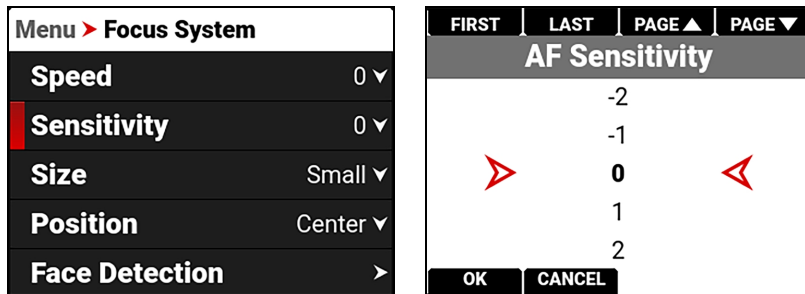 Menu > Focus System
Speed 0
Sensitivity 0
Size Small
Position Center
Face Detection
FIRST LAST PAGE▲ PAGE▼
AF Sensitivity
-2
-1
0
1
2
OK CANCEL